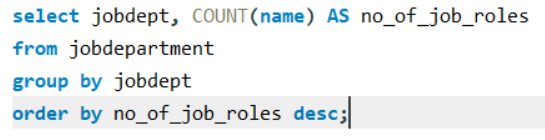 select jobdept, COUNT(name) AS no_of_job_roles
from jobdepartment
group by jobdept
order by no_of_job_roles desc;